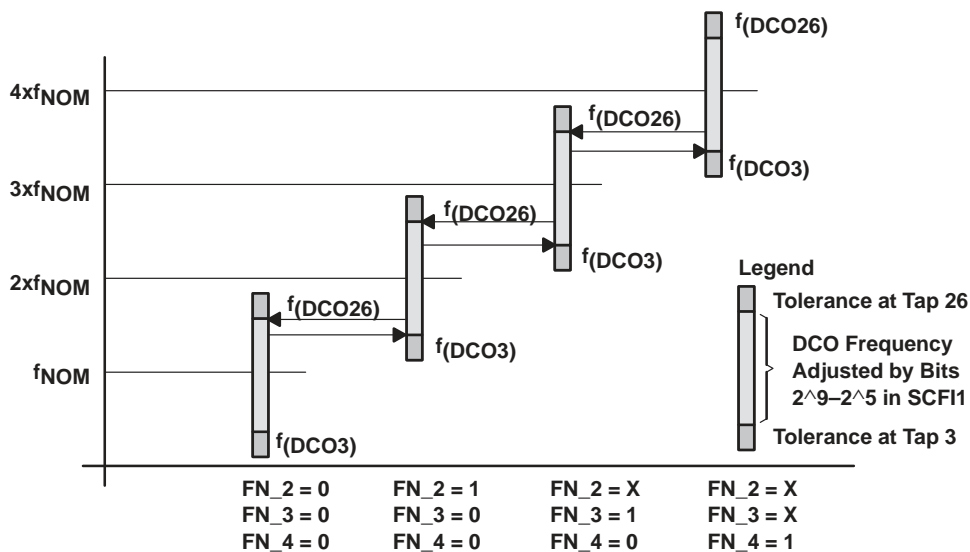 f(DCO26)
4xfNOM
f(DCO26)
f(DCO3)
3xfNOM
f(DCO26)
f(DCO3)
2xfNOM
f(DCO26)
f(DCO3)
fNOM
f(DCO3)
Legend
Tolerance at Tap 26
DCO Frequency
Adjusted by Bits
2^9–2^5 in SCFI1
Tolerance at Tap 3
FN_2 = 0
FN_3 = 0
FN_4 = 0
FN_2 = 1
FN_3 = 0
FN_4 = 0
FN_2 = X
FN_3 = 1
FN_4 = 0
FN_2 = X
FN_3 = X
FN_4 = 1